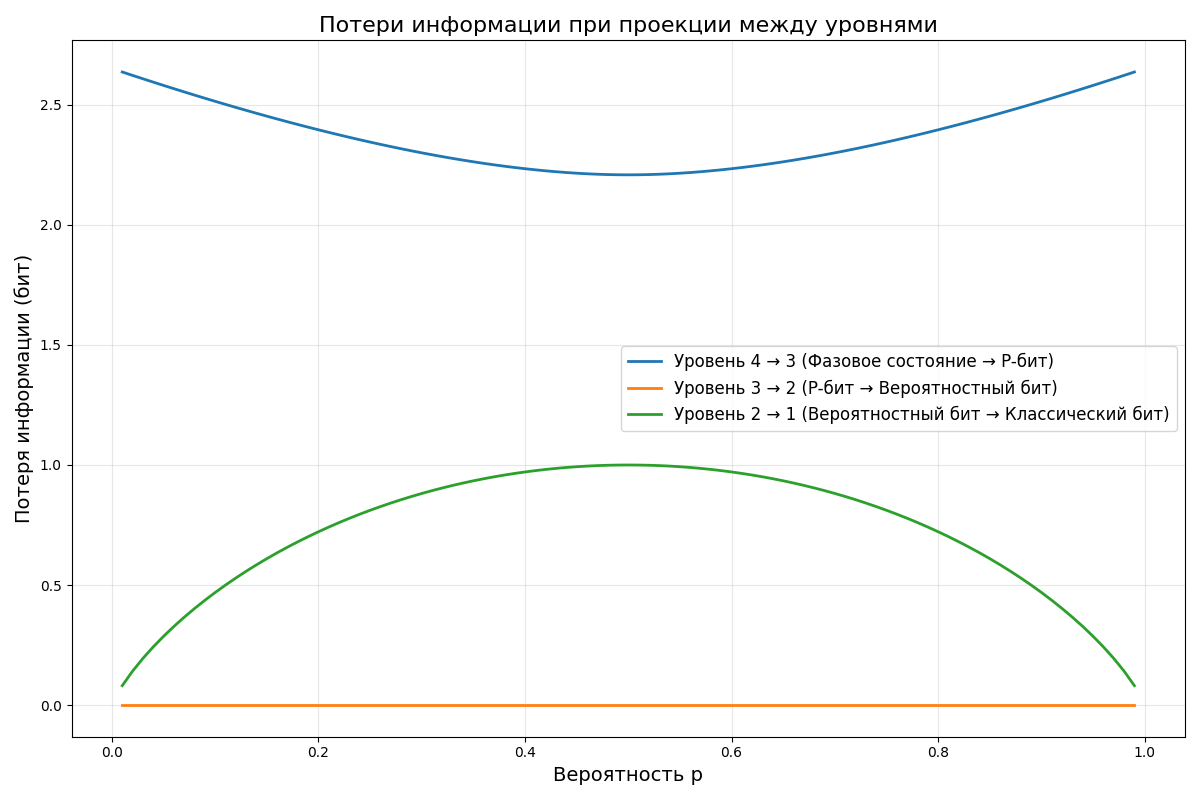 Потери информации при проекции между уровнями
Потеря информации (бит)
2.5
2.0
1.5
1.0
0.5
0.0
Уровень 4 → 3 (Фазовое состояние → P-бит)
Уровень 3 → 2 (P-бит → Вероятностный бит)
Уровень 2 → 1 (Вероятностный бит → Классический бит)
0.0 0.2 0.4 0.6 0.8 1.0
Вероятность p